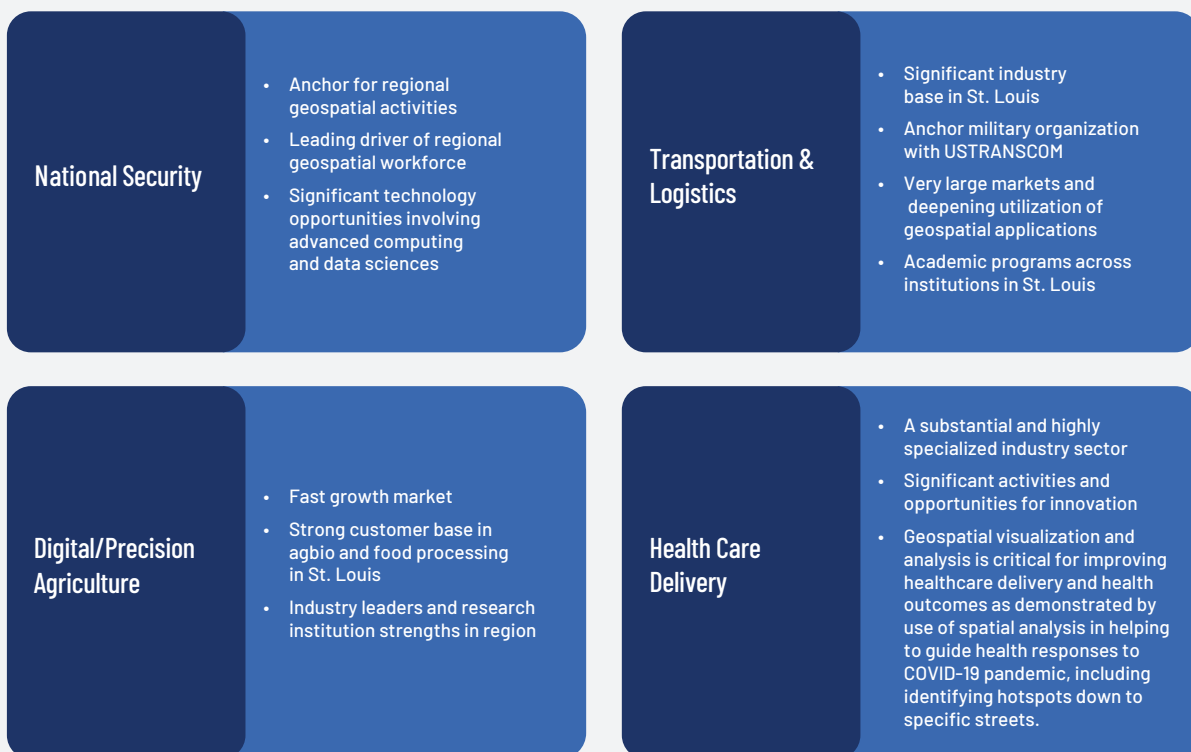 National Security
• Anchor for regional
geospatial activities
• Leading driver of regional
geospatial workforce
• Significant technology
opportunities involving
advanced computing
and data sciences
Transportation &
Logistics
• Significant industry
base in St. Louis
• Anchor military organization
with USTRANSCOM
• Very large markets and
deepening utilization of
geospatial applications
• Academic programs across
institutions in St. Louis
Digital/Precision
Agriculture
• Fast growth market
• Strong customer base in
agbio and food processing
in St. Louis
• Industry leaders and research
institution strengths in region
Health Care
Delivery
• A substantial and highly
specialized industry sector
• Significant activities and
opportunities for innovation
• Geospatial visualization and
analysis is critical for improving
healthcare delivery and health
outcomes as demonstrated by
use of spatial analysis in helping
to guide health responses to
COVID-19 pandemic, including
identifying hotspots down to
specific streets.